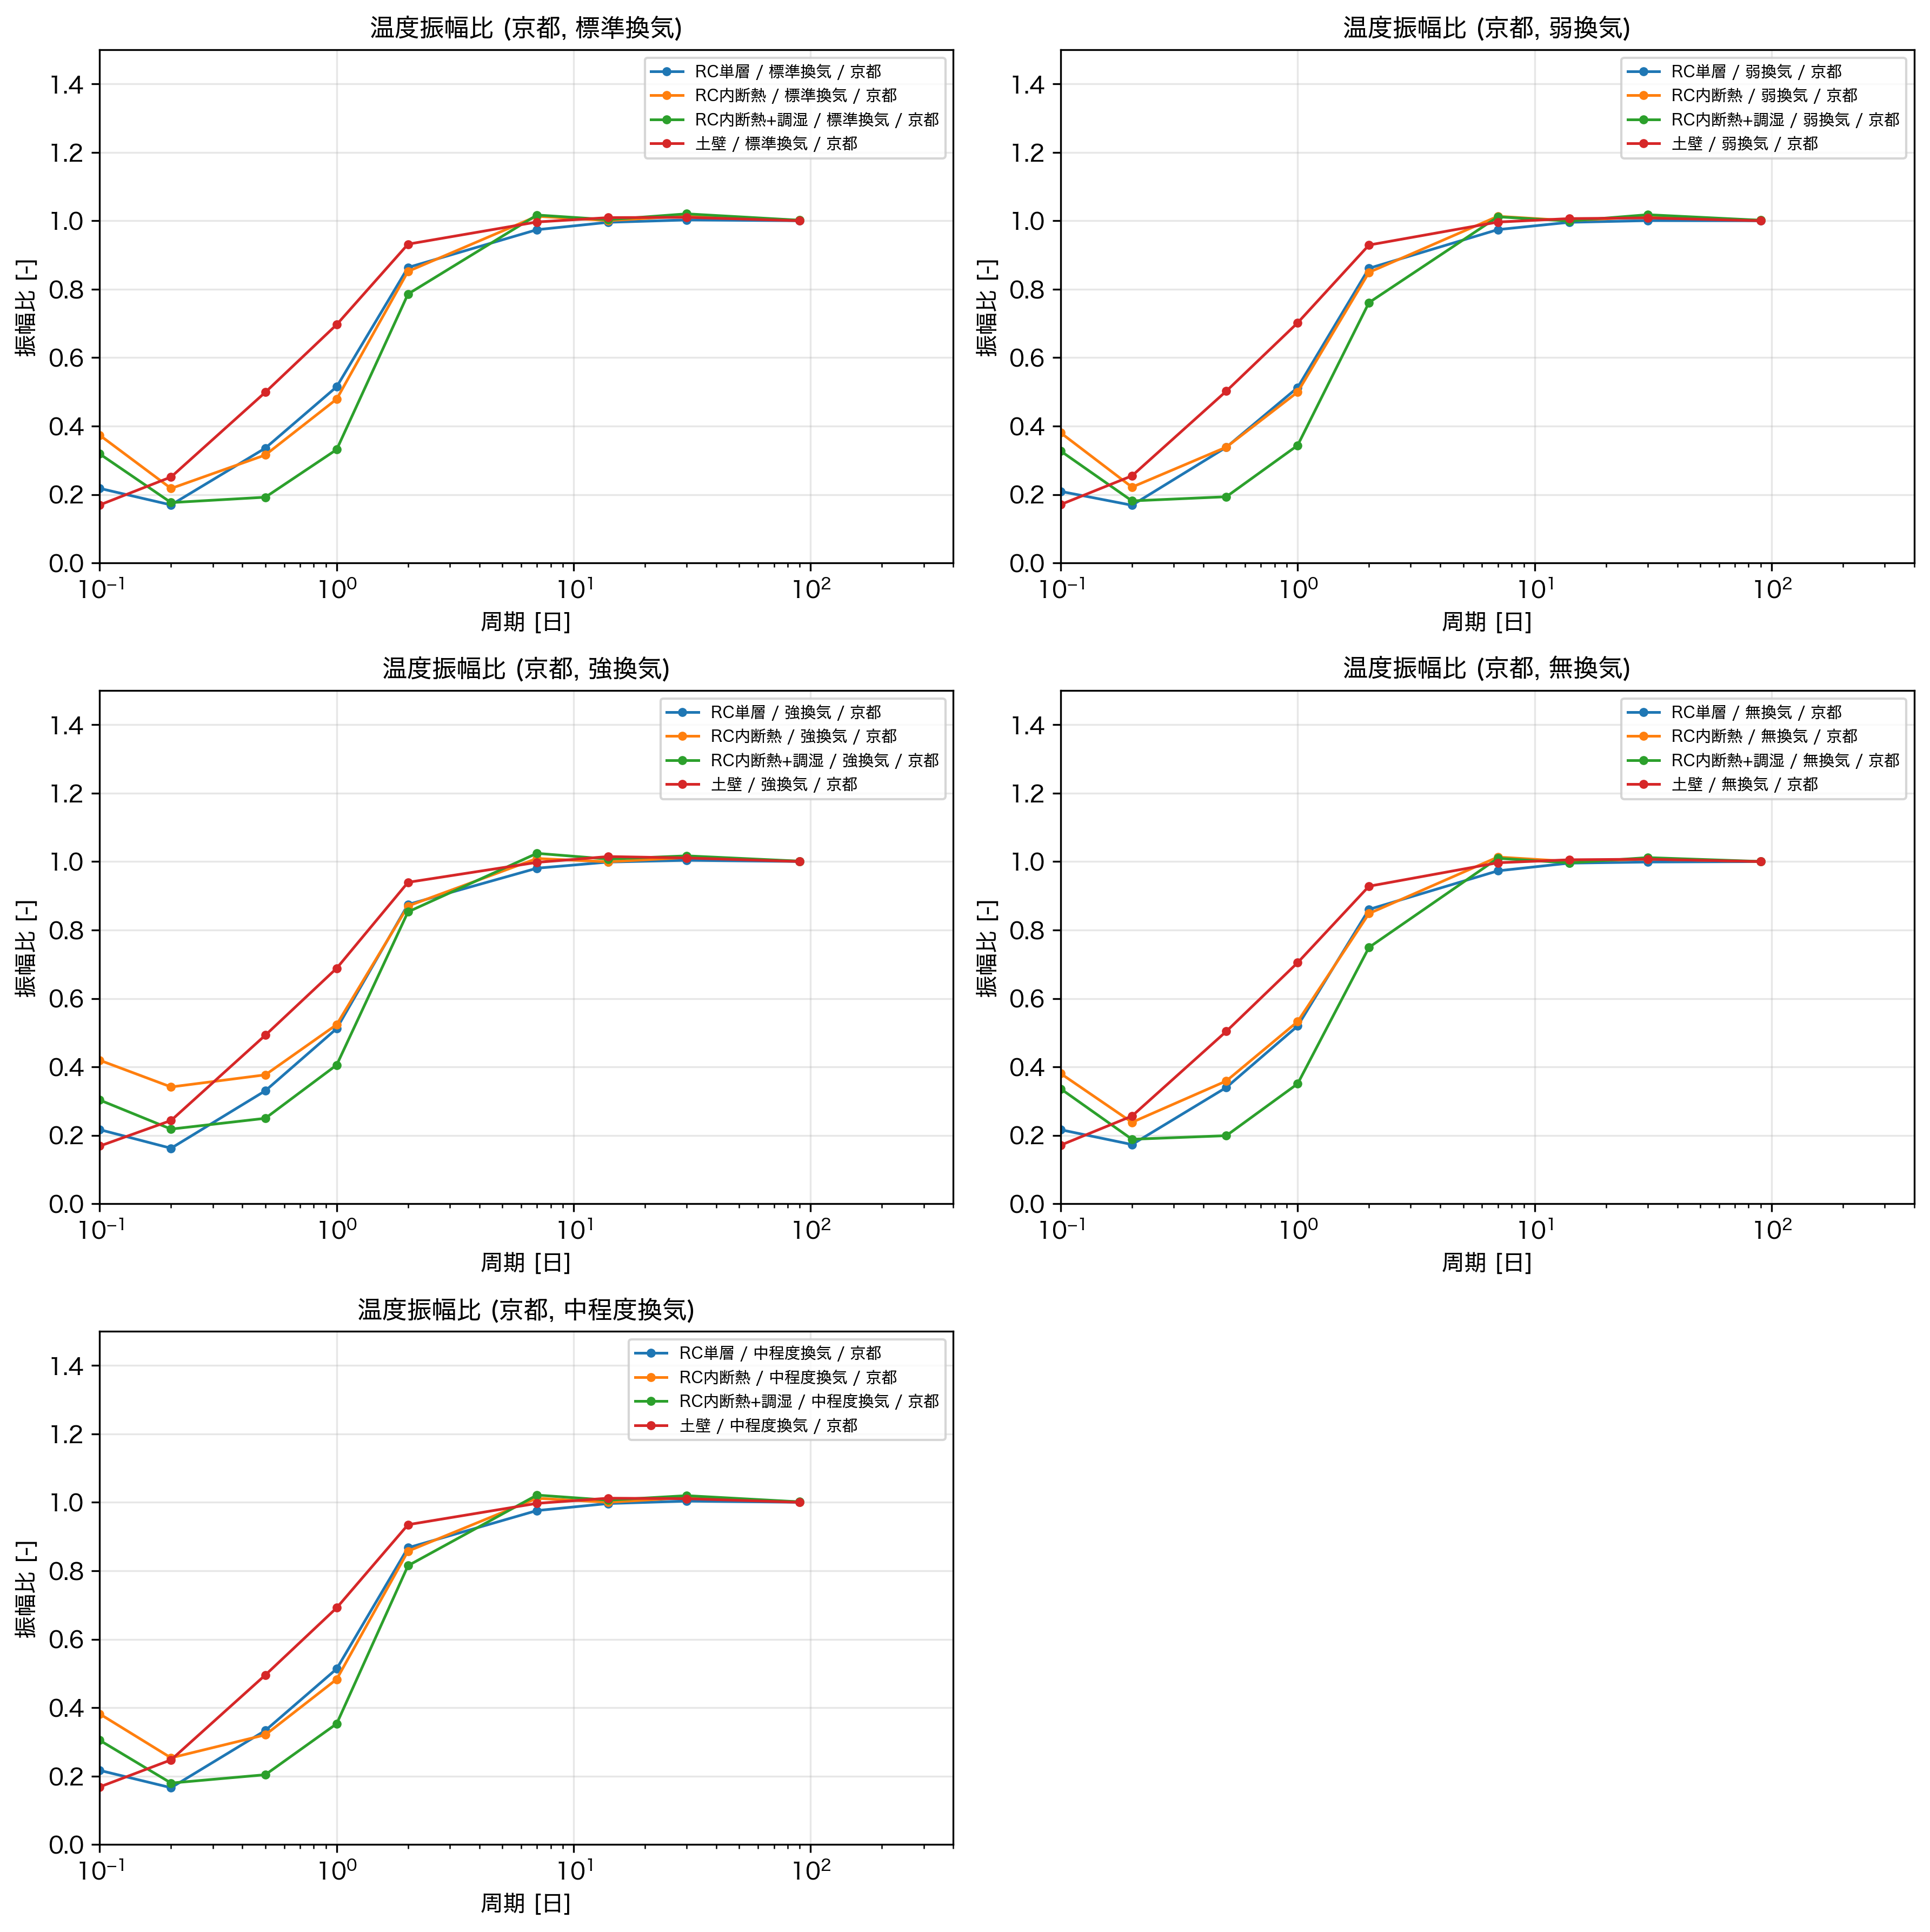 温度振幅比 (京都, 標準換気)
振幅比 [-]
1.4
1.2
1.0
0.8
0.6
0.4
0.2
0.0
RC単層 / 標準換気 / 京都
RC内断熱 / 標準換気 / 京都
RC内断熱+調湿 / 標準換気 / 京都
土壁 / 標準換気 / 京都
10⁻¹ 10⁰ 10¹ 10²
周期 [日]
温度振幅比 (京都, 弱換気)
振幅比 [-]
1.4
1.2
1.0
0.8
0.6
0.4
0.2
0.0
RC単層 / 弱換気 / 京都
RC内断熱 / 弱換気 / 京都
RC内断熱+調湿 / 弱換気 / 京都
土壁 / 弱換気 / 京都
10⁻¹ 10⁰ 10¹ 10²
周期 [日]
温度振幅比 (京都, 強換気)
振幅比 [-]
1.4
1.2
1.0
0.8
0.6
0.4
0.2
0.0
RC単層 / 強換気 / 京都
RC内断熱 / 強換気 / 京都
RC内断熱+調湿 / 強換気 / 京都
土壁 / 強換気 / 京都
10⁻¹ 10⁰ 10¹ 10²
周期 [日]
温度振幅比 (京都, 無換気)
振幅比 [-]
1.4
1.2
1.0
0.8
0.6
0.4
0.2
0.0
RC単層 / 無換気 / 京都
RC内断熱 / 無換気 / 京都
RC内断熱+調湿 / 無換気 / 京都
土壁 / 無換気 / 京都
10⁻¹ 10⁰ 10¹ 10²
周期 [日]
温度振幅比 (京都, 中程度換気)
振幅比 [-]
1.4
1.2
1.0
0.8
0.6
0.4
0.2
0.0
RC単層 / 中程度換気 / 京都
RC内断熱 / 中程度換気 / 京都
RC内断熱+調湿 / 中程度換気 / 京都
土壁 / 中程度換気 / 京都
10⁻¹ 10⁰ 10¹ 10²
周期 [日]